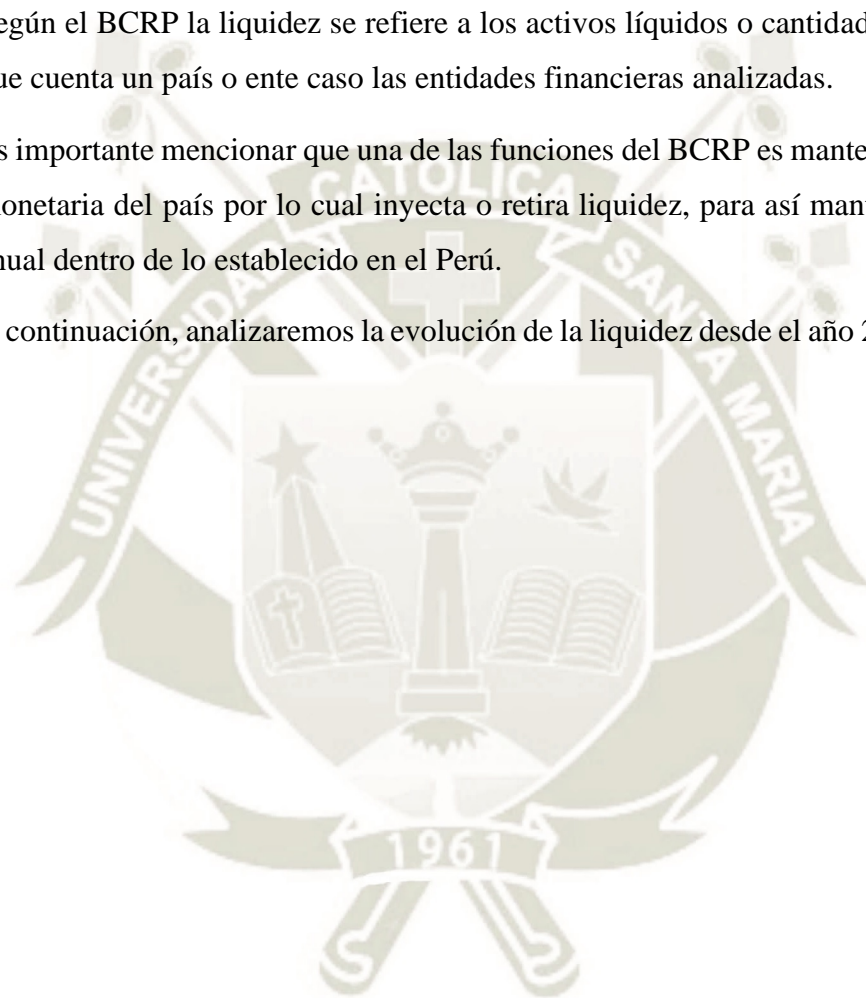 egún el BCRP la liquidez se refiere a los activos líquidos o cantidad
ue cuenta un país o ente caso las entidades financieras analizadas.
s importante mencionar que una de las funciones del BCRP es mante
onetaria del país por lo cual inyecta o retira liquidez, para así mant
nual dentro de lo establecido en el Perú.
continuación, analizaremos la evolución de la liquidez desde el año 2
UNIVERSIDAD CATOLICA SANTA MARIA
1961